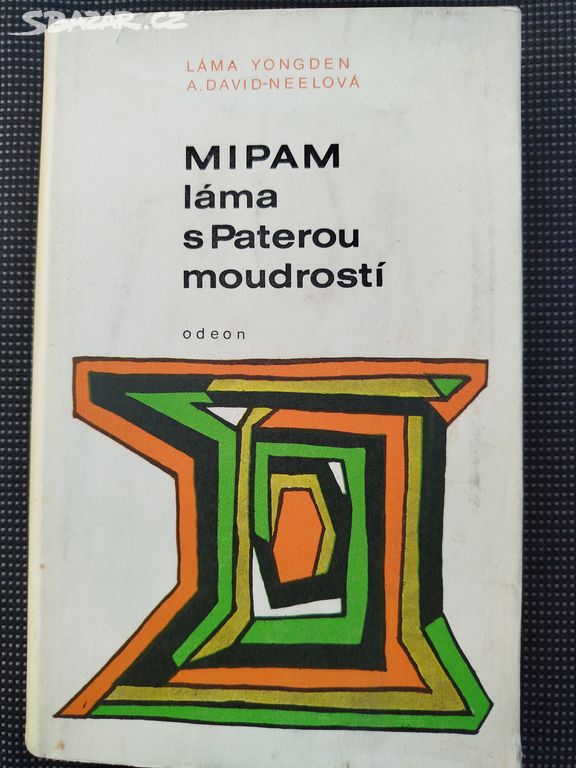 SBAZAR.CZ
LÁMA YONGDEN
A. DAVID-NEELOVÁ
MIPAM
láma
s Paterou
moudrostí
odeon